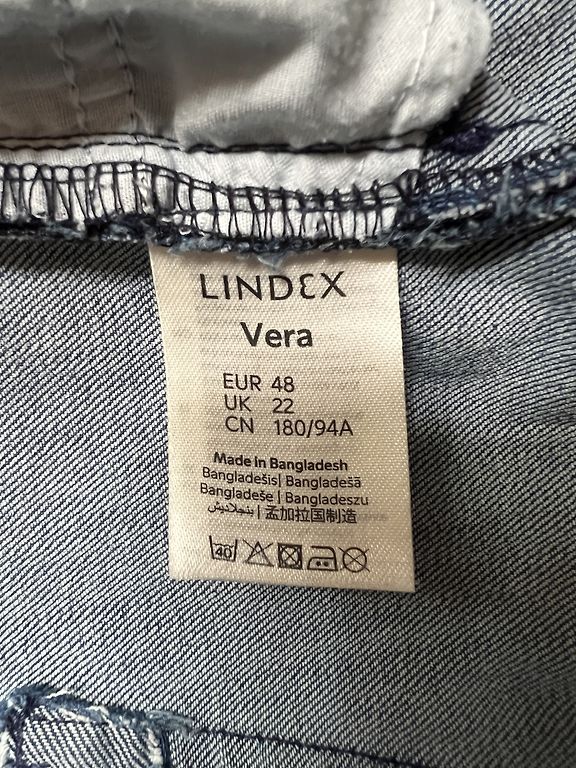 LINDEX
Vera
EUR 48
UK 22
CN 180/94A
Made in Bangladesh
Bangladešis| Bangladešā
Bangladeše | Bangladeszu
بنجلاديش | 孟加拉国制造
40